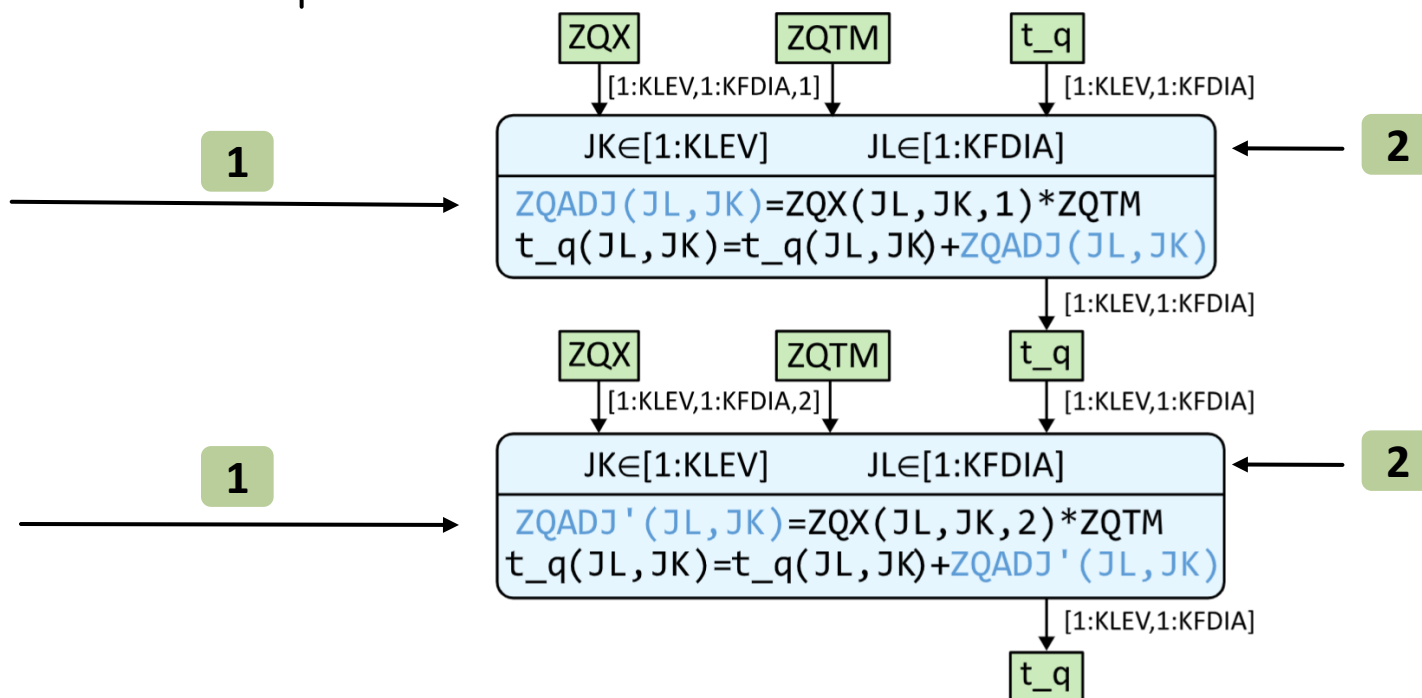 ZQX ZQTM t_q
[1:KLEV,1:KFDIA,1] [1:KLEV,1:KFDIA]
1
JK∈[1:KLEV] JL∈[1:KFDIA]
2
ZQADJ(JL,JK)=ZQX(JL,JK,1)*ZQTM
t_q(JL,JK)=t_q(JL,JK)+ZQADJ(JL,JK)
[1:KLEV,1:KFDIA]
ZQX ZQTM t_q
[1:KLEV,1:KFDIA,2] [1:KLEV,1:KFDIA]
1
JK∈[1:KLEV] JL∈[1:KFDIA]
2
ZQADJ'(JL,JK)=ZQX(JL,JK,2)*ZQTM
t_q(JL,JK)=t_q(JL,JK)+ZQADJ'(JL,JK)
[1:KLEV,1:KFDIA]
t_q